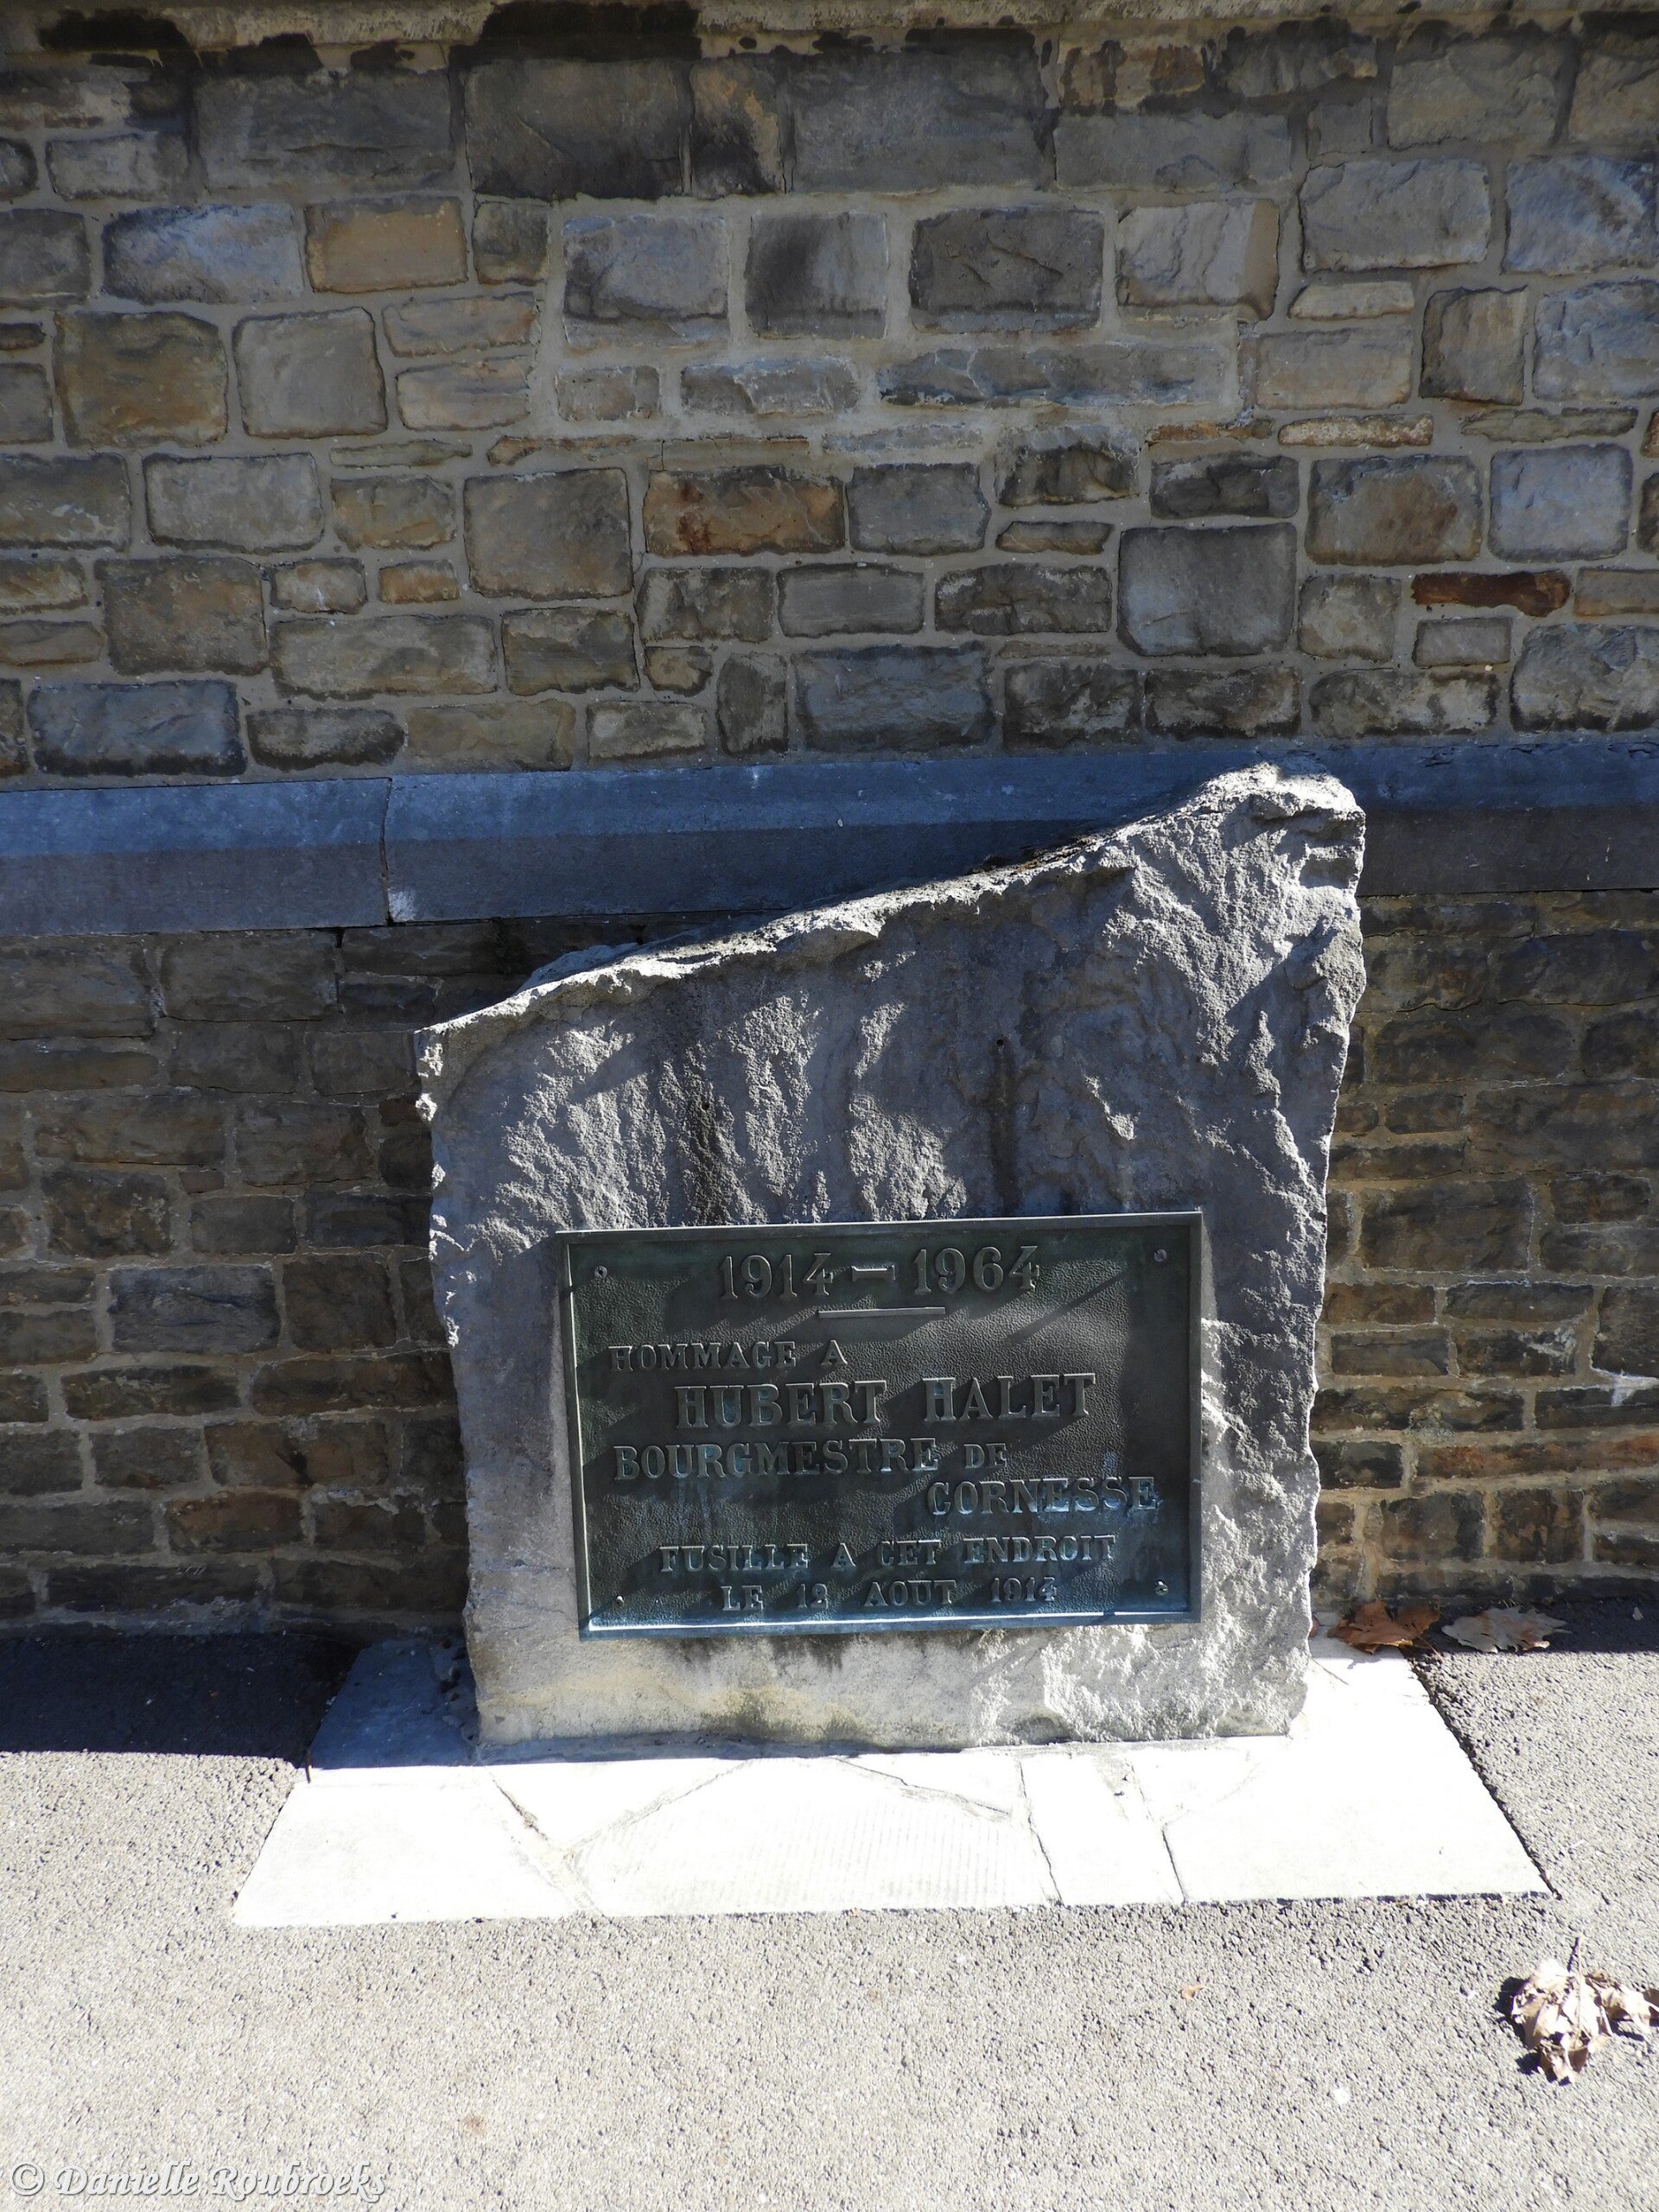 1914 – 1964
HOMMAGE A
HUBERT HALET
BOURGMESTRE DE
CORNESSE
FUSILLE A CET ENDROIT
LE 12 AOUT 1914
© Danielle Roubroeks